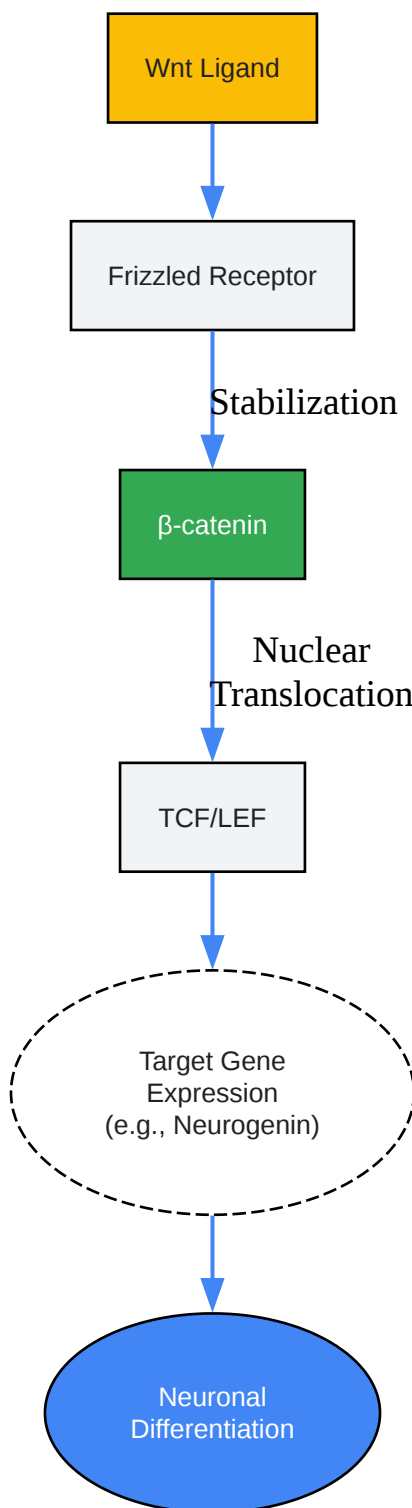 Wnt Ligand
Frizzled Receptor
Stabilization
β-catenin
Nuclear
Translocation
TCF/LEF
Target Gene
Expression
(e.g., Neurogenin)
Neuronal
Differentiation